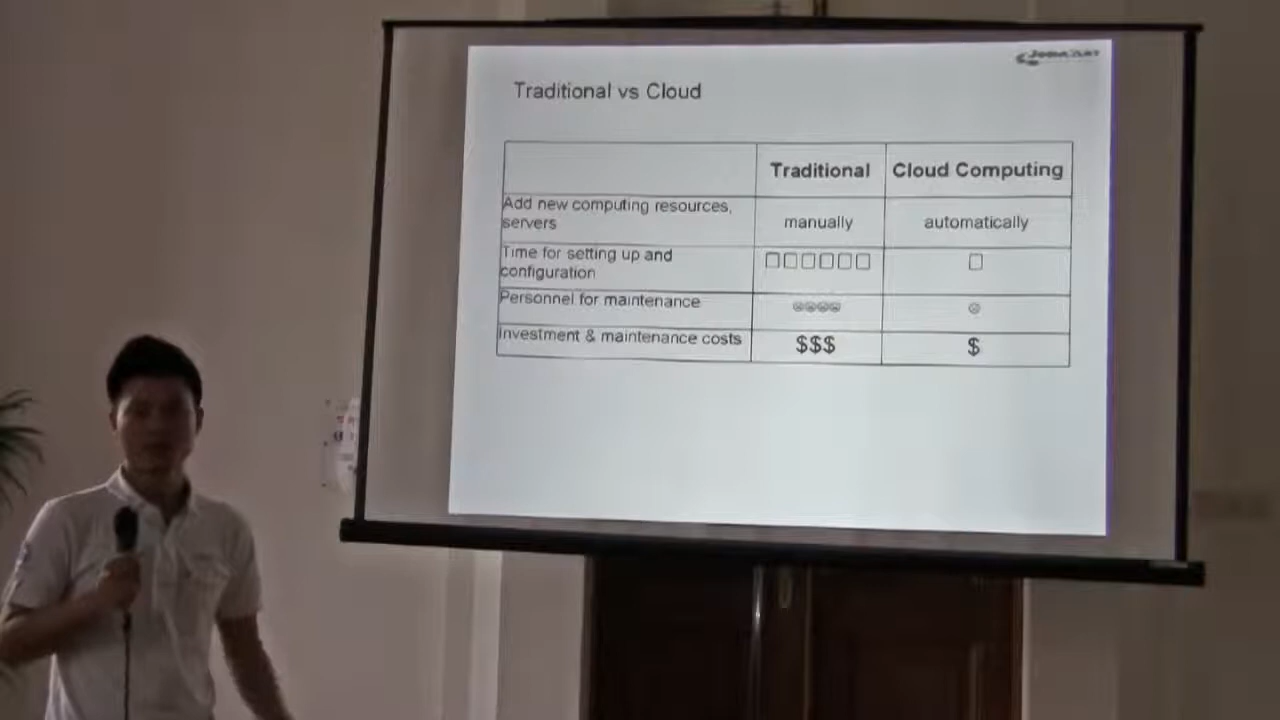 Traditional vs Cloud
Traditional
Cloud Computing
Add new computing resources,
servers
manually
automatically
Time for setting up and
configuration
□□□□□□
□
Personnel for maintenance
☹☹☹☹
☹
Investment & maintenance costs
$$$
$